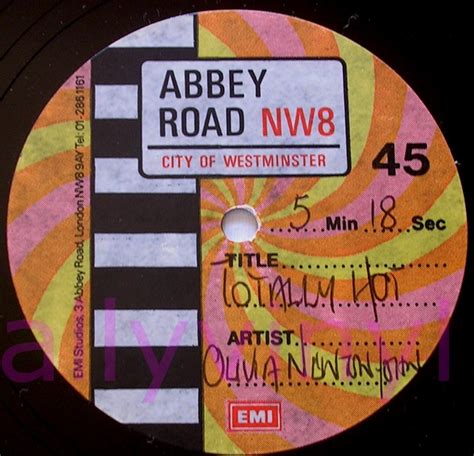 ABBEY
ROAD NW8
CITY OF WESTMINSTER
45
5 Min 18 Sec
TITLE
TOTALLY HOT
ARTIST
OLIVIA NEWTON JOHN
EMI
EMI Studios, 3 Abbey Road, London NW8 9AY Tel: 01-286 1161